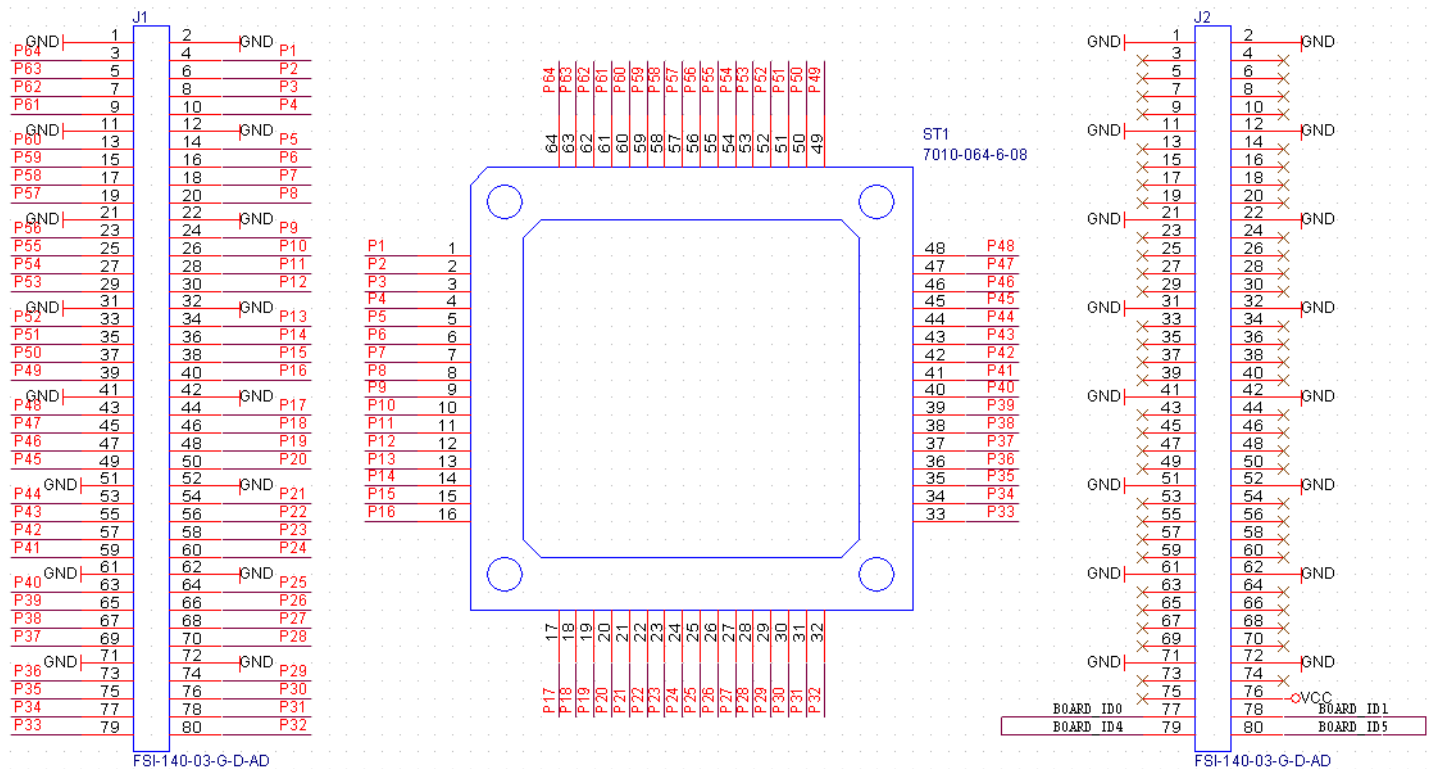 J1
GND 1 2 GND
P64 3 4 P1
P63 5 6 P2
P62 7 8 P3
P61 9 10 P4
GND 11 12 GND
P60 13 14 P5
P59 15 16 P6
P58 17 18 P7
P57 19 20 P8
GND 21 22 GND
P56 23 24 P9
P55 25 26 P10
P54 27 28 P11
P53 29 30 P12
GND 31 32 GND
P52 33 34 P13
P51 35 36 P14
P50 37 38 P15
P49 39 40 P16
GND 41 42 GND
P48 43 44 P17
P47 45 46 P18
P46 47 48 P19
P45 49 50 P20
GND 51 52 GND
P44 53 54 P21
P43 55 56 P22
P42 57 58 P23
P41 59 60 P24
GND 61 62 GND
P40 63 64 P25
P39 65 66 P26
P38 67 68 P27
P37 69 70 P28
GND 71 72 GND
P36 73 74 P29
P35 75 76 P30
P34 77 78 P31
P33 79 80 P32
FSI-140-03-G-D-AD
P64 P63 P62 P61 P60 P59 P58 P57 P56 P55 P54 P53 P52 P51 P50 P49
64 63 62 61 60 59 58 57 56 55 54 53 52 51 50 49
ST1
7010-064-6-08
P1 1 48 P48
P2 2 47 P47
P3 3 46 P46
P4 4 45 P45
P5 5 44 P44
P6 6 43 P43
P7 7 42 P42
P8 8 41 P41
P9 9 40 P40
P10 10 39 P39
P11 11 38 P38
P12 12 37 P37
P13 13 36 P36
P14 14 35 P35
P15 15 34 P34
P16 16 33 P33
17 18 19 20 21 22 23 24 25 26 27 28 29 30 31 32
P17 P18 P19 P20 P21 P22 P23 P24 P25 P26 P27 P28 P29 P30 P31 P32
J2
GND 1 2 GND
3 4
5 6
7 8
9 10
GND 11 12 GND
13 14
15 16
17 18
19 20
GND 21 22 GND
23 24
25 26
27 28
29 30
GND 31 32 GND
33 34
35 36
37 38
39 40
GND 41 42 GND
43 44
45 46
47 48
49 50
GND 51 52 GND
53 54
55 56
57 58
59 60
GND 61 62 GND
63 64
65 66
67 68
69 70
GND 71 72 GND
73 74
75 76 VCC
BOARD ID0 77 78 BOARD ID1
BOARD ID4 79 80 BOARD ID5
FSI-140-03-G-D-AD